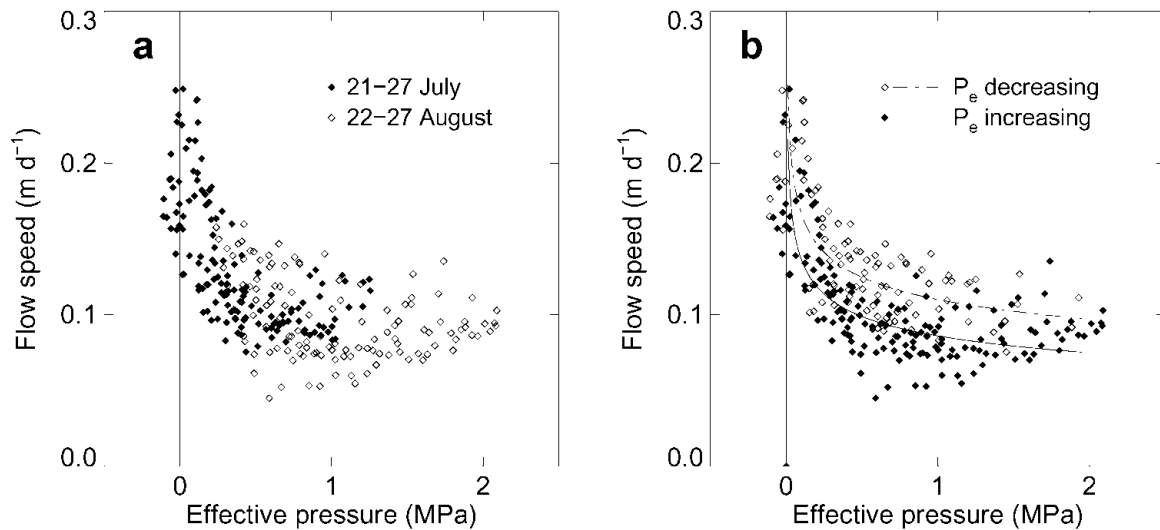 a
21−27 July
22−27 August
0.3
0.2
0.1
0.0
Flow speed (m d⁻¹)
0
1
2
Effective pressure (MPa)
b
Pₑ decreasing
Pₑ increasing
0.3
0.2
0.1
0.0
Flow speed (m d⁻¹)
0
1
2
Effective pressure (MPa)